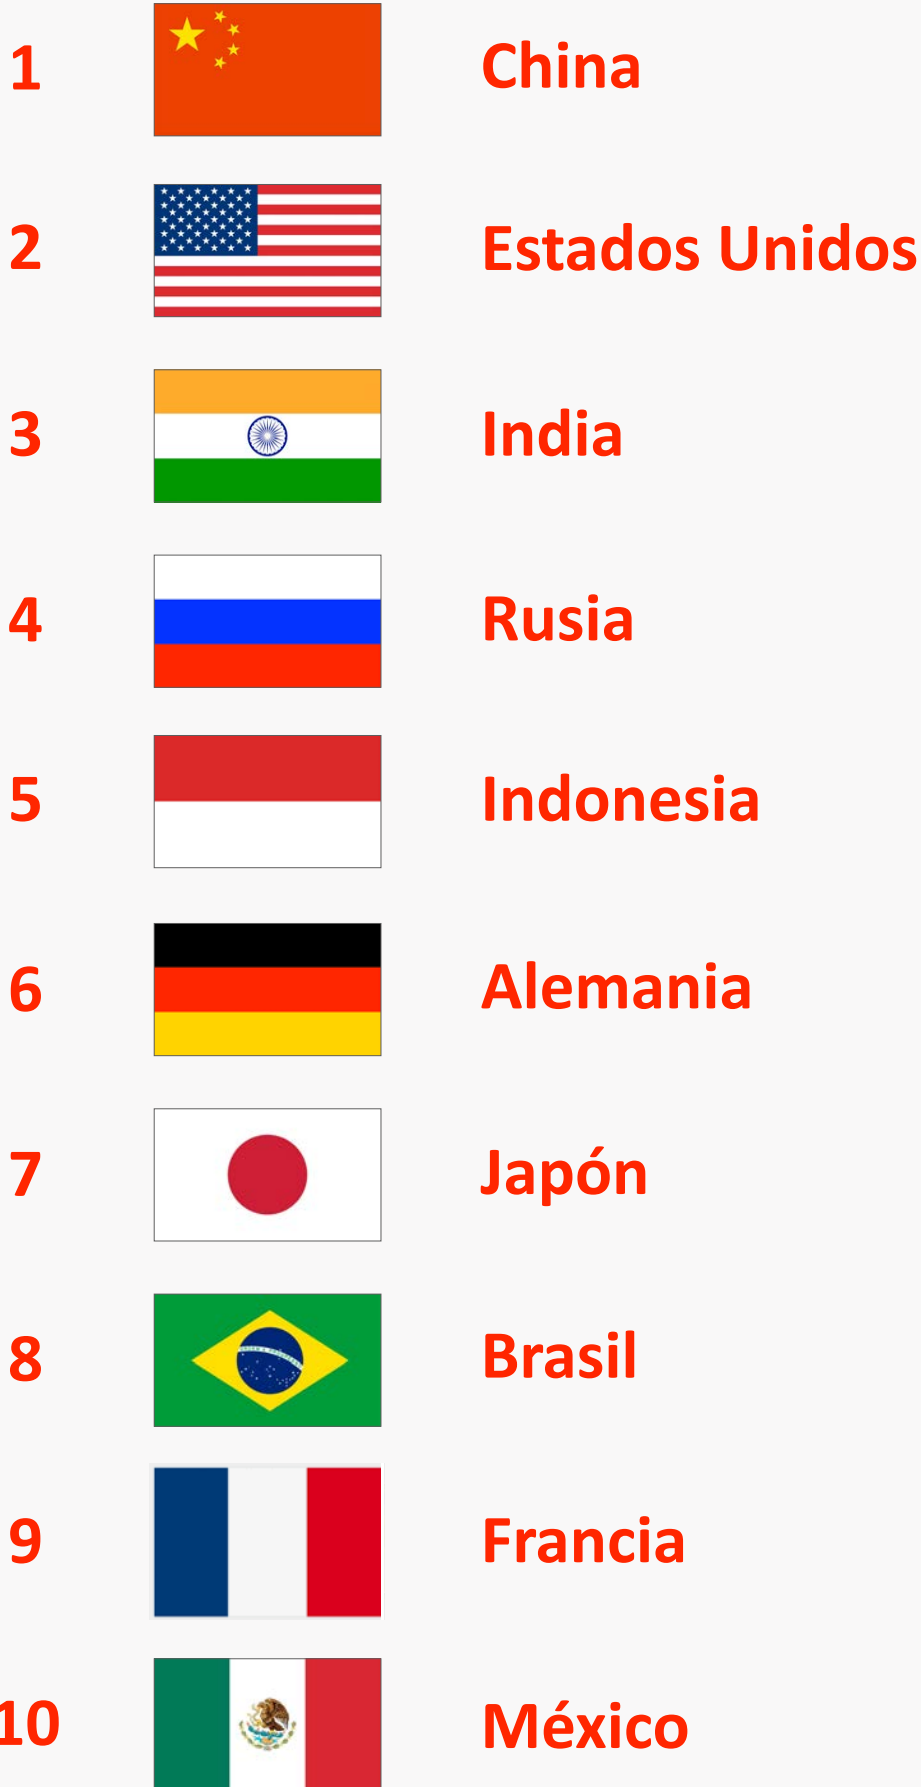 1 China
2 Estados Unidos
3 India
4 Rusia
5 Indonesia
6 Alemania
7 Japón
8 Brasil
9 Francia
10 México